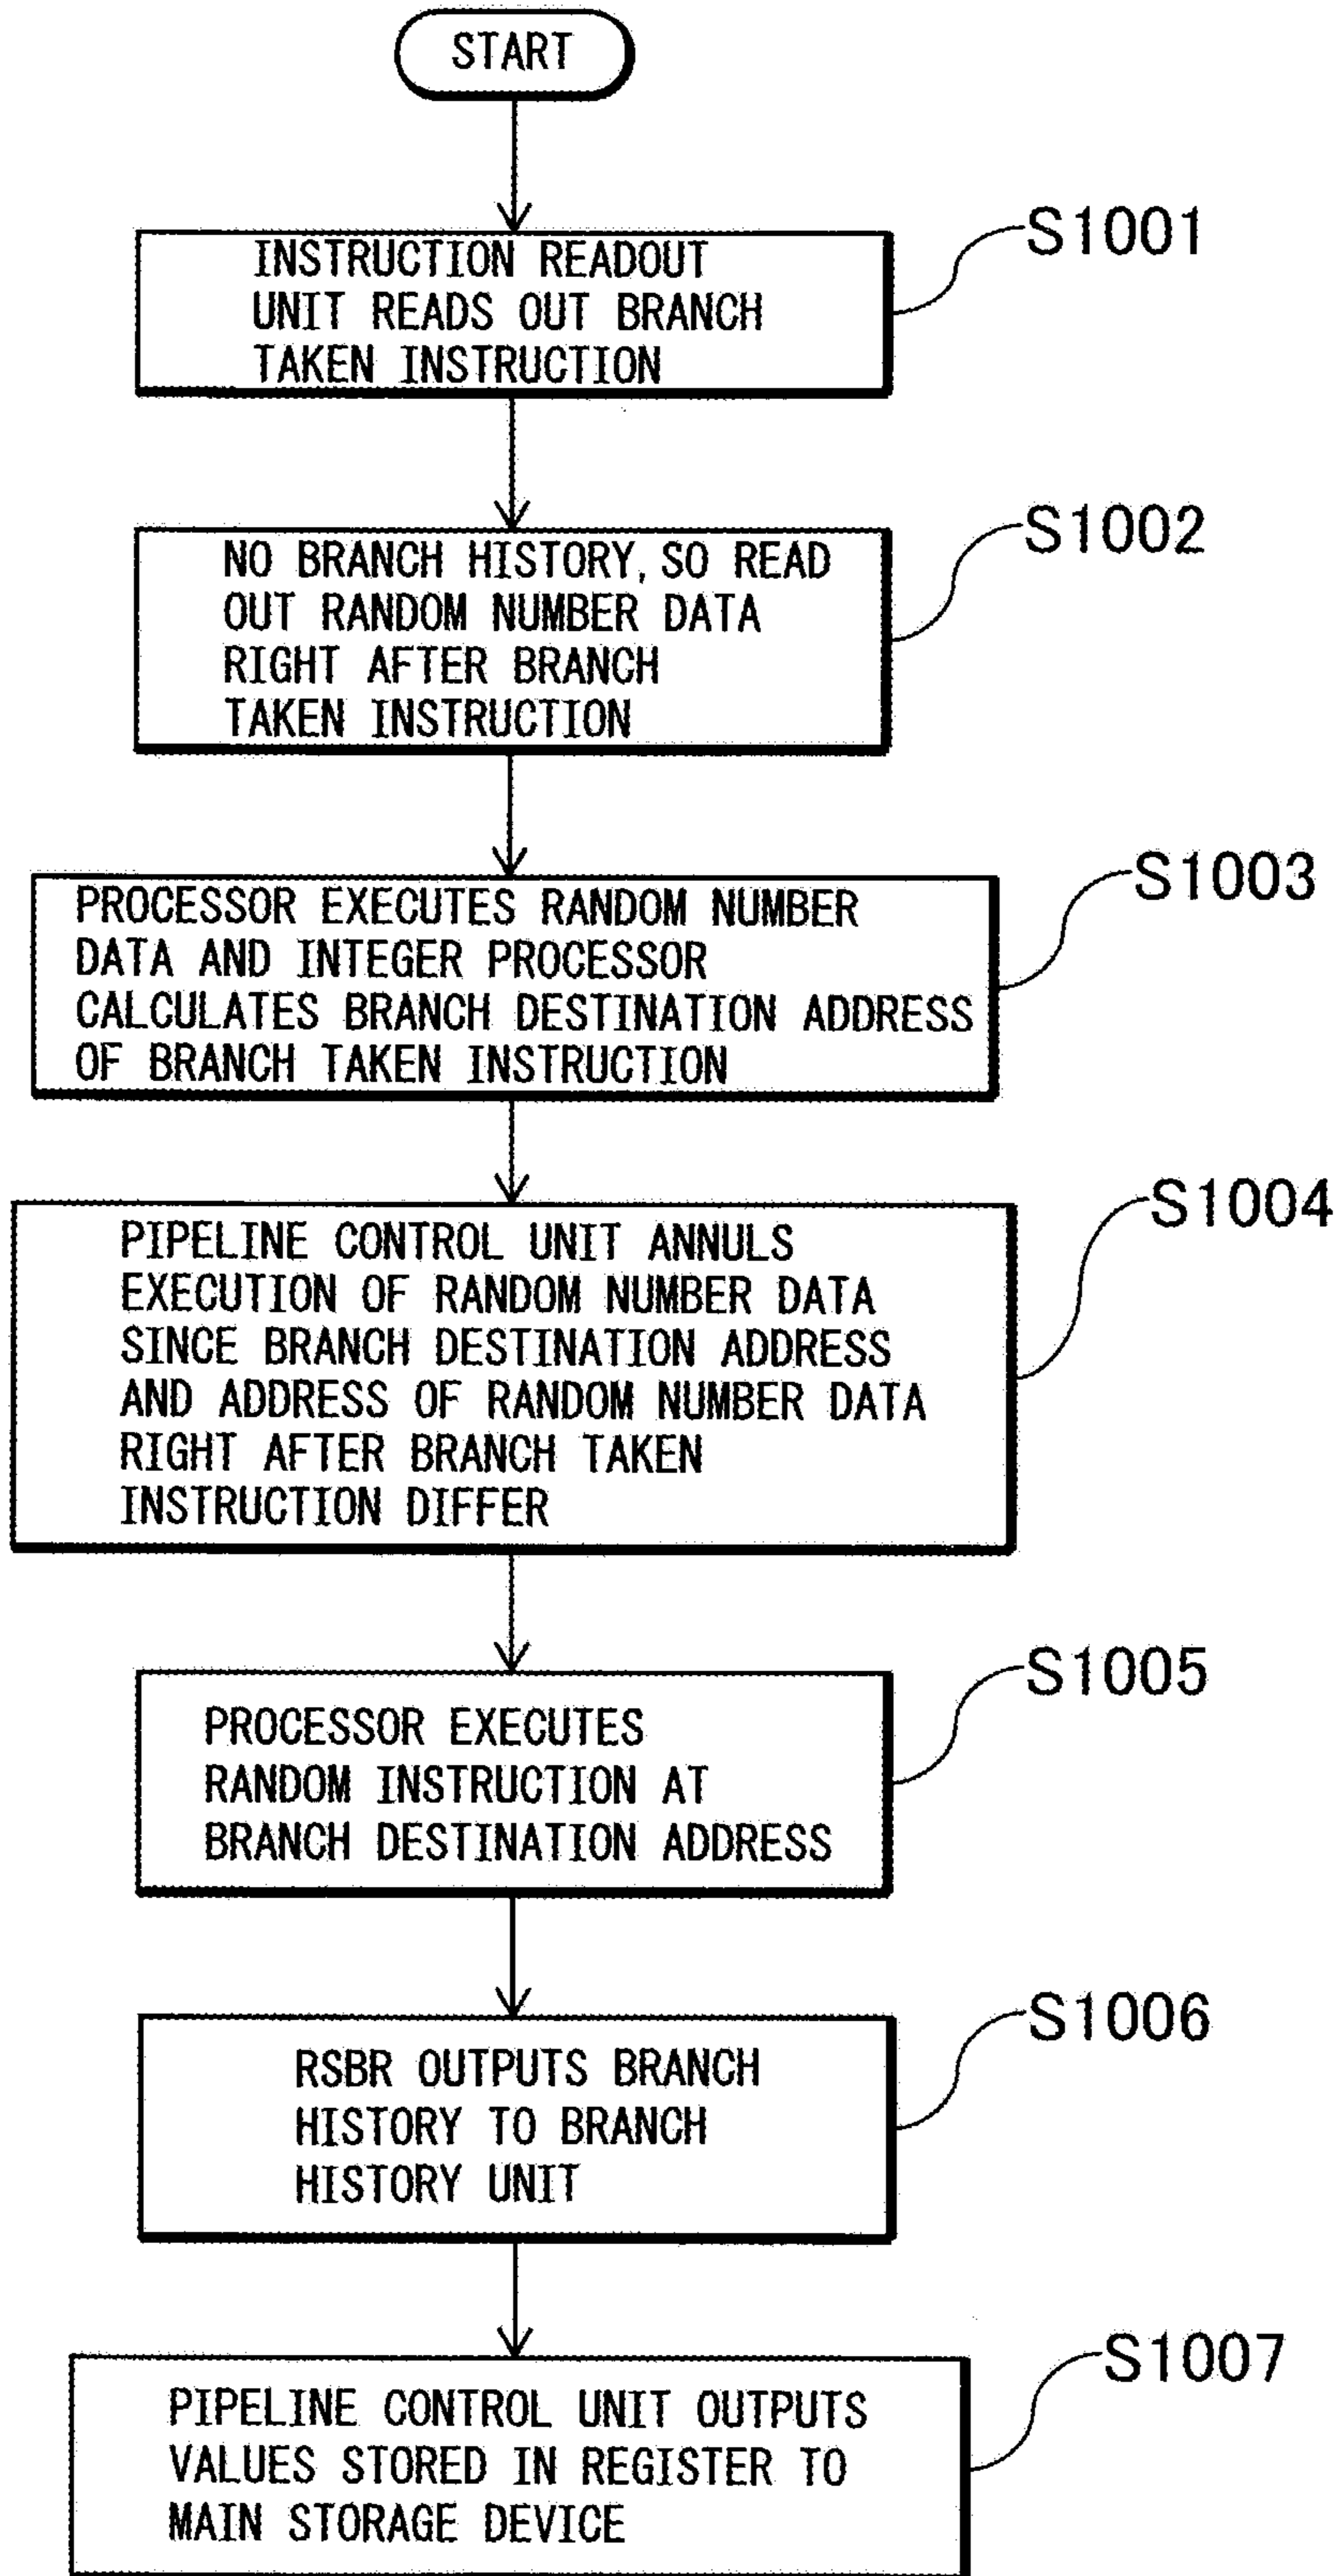 START
S1001
INSTRUCTION READOUT
UNIT READS OUT BRANCH
TAKEN INSTRUCTION
S1002
NO BRANCH HISTORY, SO READ
OUT RANDOM NUMBER DATA
RIGHT AFTER BRANCH
TAKEN INSTRUCTION
S1003
PROCESSOR EXECUTES RANDOM NUMBER
DATA AND INTEGER PROCESSOR
CALCULATES BRANCH DESTINATION ADDRESS
OF BRANCH TAKEN INSTRUCTION
S1004
PIPELINE CONTROL UNIT ANNULS
EXECUTION OF RANDOM NUMBER DATA
SINCE BRANCH DESTINATION ADDRESS
AND ADDRESS OF RANDOM NUMBER DATA
RIGHT AFTER BRANCH TAKEN
INSTRUCTION DIFFER
S1005
PROCESSOR EXECUTES
RANDOM INSTRUCTION AT
BRANCH DESTINATION ADDRESS
S1006
RSBR OUTPUTS BRANCH
HISTORY TO BRANCH
HISTORY UNIT
S1007
PIPELINE CONTROL UNIT OUTPUTS
VALUES STORED IN REGISTER TO
MAIN STORAGE DEVICE